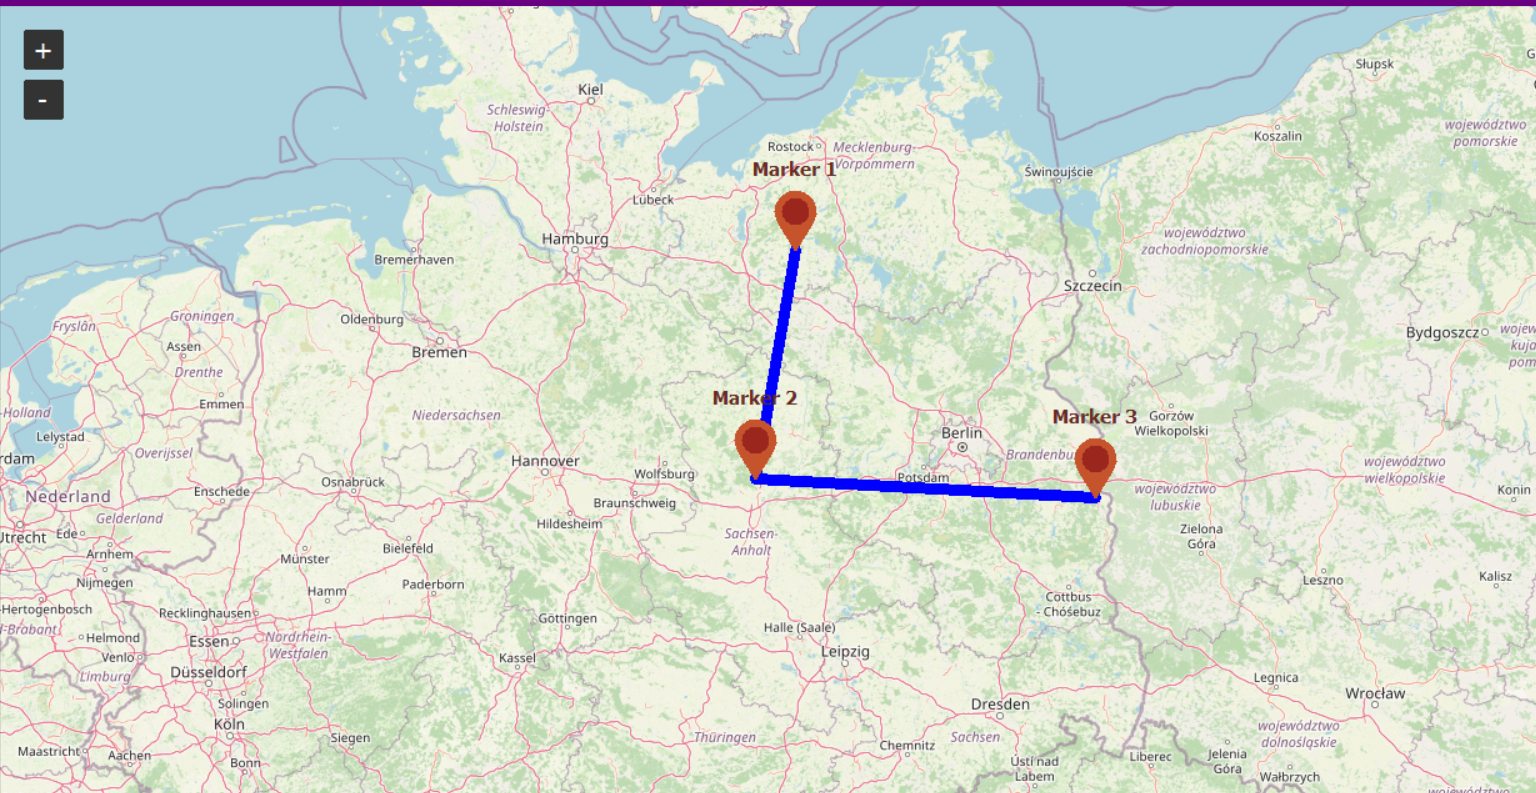 +
-
Kiel
Schleswig-
Holstein
Słupsk
Koszalin
województwo
pomorskie
Rostock
Mecklenburg-
Vorpommern
Marker 1
Świnoujście
Lübeck
Hamburg
województwo
zachodniopomorskie
Bremerhaven
Szczecin
Fryslân
Groningen
Oldenburg
Assen
Bremen
Bydgoszcz
Drenthe
Emmen
-Holland
Niedersachsen
Marker 2
Marker 3
Gorzów
Wielkopolski
Lelystad
Berlin
rdam
Overijssel
Hannover
Wolfsburg
Potsdam
województwo
wielkopolskie
Nederland
Enschede
Osnabrück
Braunschweig
województwo
lubuskie
Konin
Gelderland
Hildesheim
Utrecht
Ede
Arnhem
Sachsen-
Anhalt
Zielona
Góra
Münster
Bielefeld
Nijmegen
Hamm
Paderborn
Leszno
Kalisz
-Hertogenbosch
Recklinghausen
Göttingen
Cottbus
- Chóśebuz
-Brabant
Helmond
Essen
Nordrhein-
Westfalen
Halle (Saale)
Venlo
Kassel
Leipzig
Limburg
Düsseldorf
Legnica
Solingen
Wrocław
Köln
Dresden
Maastricht
Aachen
Siegen
Thüringen
Chemnitz
Sachsen
województwo
dolnośląskie
Bonn
Ústí nad
Labem
Liberec
Jelenia
Góra
Wałbrzych